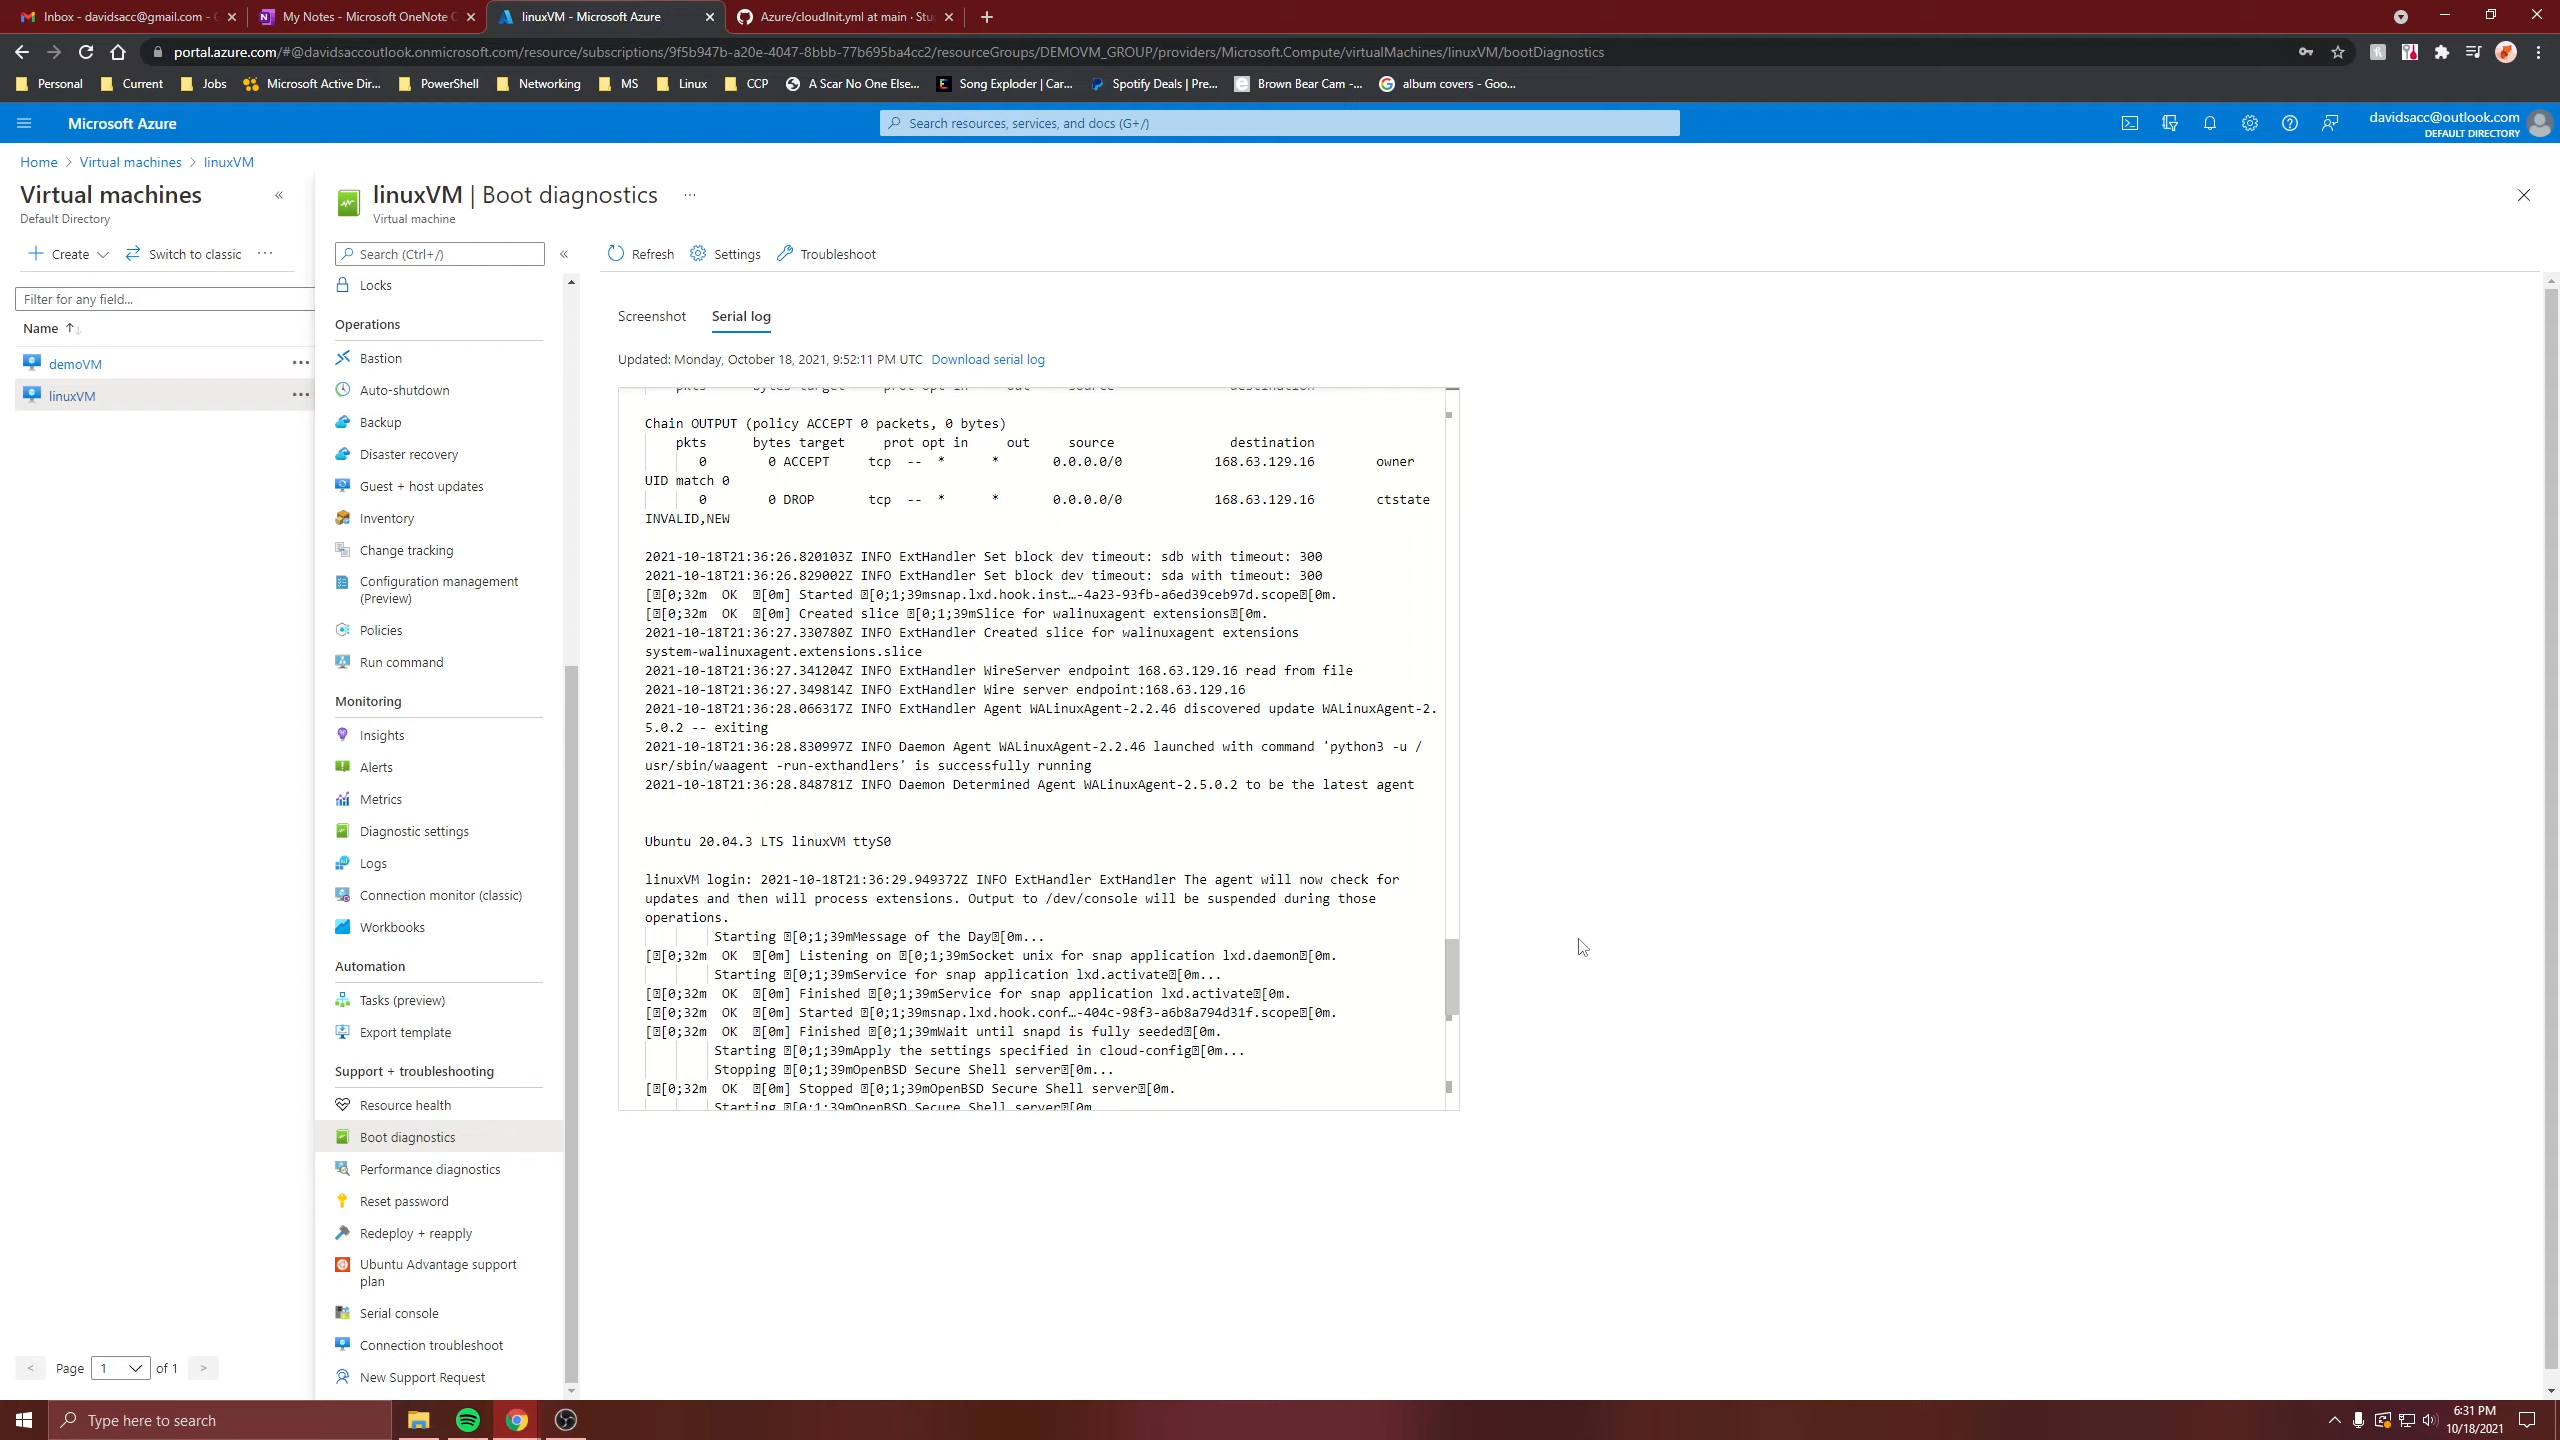 Inbox - davidsacc@gmail.com -
My Notes - Microsoft OneNote
linuxVM - Microsoft Azure
Azure/cloudInit.yml at main · Stu
portal.azure.com/#@davidsaccoutlook.onmicrosoft.com/resource/subscriptions/9f5b947b-a20e-4047-8bbb-77b695ba4cc2/resourceGroups/DEMOVM_GROUP/providers/Microsoft.Compute/virtualMachines/linuxVM/bootDiagnostics
Personal Current Jobs Microsoft Active Dir... PowerShell Networking MS Linux CCP A Scar No One Else... Song Exploder | Car... Spotify Deals | Pre... Brown Bear Cam -... album covers - Goo...
Microsoft Azure
Search resources, services, and docs (G+/)
davidsacc@outlook.com
DEFAULT DIRECTORY
Home > Virtual machines > linuxVM
Virtual machines
Default Directory
Create
Switch to classic
Filter for any field...
Name
demoVM
linuxVM
< Page 1 of 1 >
linuxVM | Boot diagnostics
Virtual machine
Search (Ctrl+/)
Locks
Operations
Bastion
Auto-shutdown
Backup
Disaster recovery
Guest + host updates
Inventory
Change tracking
Configuration management
(Preview)
Policies
Run command
Monitoring
Insights
Alerts
Metrics
Diagnostic settings
Logs
Connection monitor (classic)
Workbooks
Automation
Tasks (preview)
Export template
Support + troubleshooting
Resource health
Boot diagnostics
Performance diagnostics
Reset password
Redeploy + reapply
Ubuntu Advantage support
plan
Serial console
Connection troubleshoot
New Support Request
Refresh Settings Troubleshoot
Screenshot Serial log
Updated: Monday, October 18, 2021, 9:52:11 PM UTC Download serial log
pkts bytes target prot opt in out source destination
Chain OUTPUT (policy ACCEPT 0 packets, 0 bytes)
pkts bytes target prot opt in out source destination
0 0 ACCEPT tcp -- * * 0.0.0.0/0 168.63.129.16 owner
UID match 0
0 0 DROP tcp -- * * 0.0.0.0/0 168.63.129.16 ctstate
INVALID,NEW
2021-10-18T21:36:26.820103Z INFO ExtHandler Set block dev timeout: sdb with timeout: 300
2021-10-18T21:36:26.829002Z INFO ExtHandler Set block dev timeout: sda with timeout: 300
[␛[0;32m OK ␛[0m] Started ␛[0;1;39msnap.lxd.hook.inst…-4a23-93fb-a6ed39ceb97d.scope␛[0m.
[␛[0;32m OK ␛[0m] Created slice ␛[0;1;39mSlice for walinuxagent extensions␛[0m.
2021-10-18T21:36:27.330780Z INFO ExtHandler Created slice for walinuxagent extensions
system-walinuxagent.extensions.slice
2021-10-18T21:36:27.341204Z INFO ExtHandler WireServer endpoint 168.63.129.16 read from file
2021-10-18T21:36:27.349814Z INFO ExtHandler Wire server endpoint:168.63.129.16
2021-10-18T21:36:28.066317Z INFO ExtHandler Agent WALinuxAgent-2.2.46 discovered update WALinuxAgent-2.
5.0.2 -- exiting
2021-10-18T21:36:28.830997Z INFO Daemon Agent WALinuxAgent-2.2.46 launched with command 'python3 -u /
usr/sbin/waagent -run-exthandlers' is successfully running
2021-10-18T21:36:28.848781Z INFO Daemon Determined Agent WALinuxAgent-2.5.0.2 to be the latest agent
Ubuntu 20.04.3 LTS linuxVM ttyS0
linuxVM login: 2021-10-18T21:36:29.949372Z INFO ExtHandler ExtHandler The agent will now check for
updates and then will process extensions. Output to /dev/console will be suspended during those
operations.
Starting ␛[0;1;39mMessage of the Day␛[0m...
[␛[0;32m OK ␛[0m] Listening on ␛[0;1;39mSocket unix for snap application lxd.daemon␛[0m.
Starting ␛[0;1;39mService for snap application lxd.activate␛[0m...
[␛[0;32m OK ␛[0m] Finished ␛[0;1;39mService for snap application lxd.activate␛[0m.
[␛[0;32m OK ␛[0m] Started ␛[0;1;39msnap.lxd.hook.conf…-404c-98f3-a6b8a794d31f.scope␛[0m.
[␛[0;32m OK ␛[0m] Finished ␛[0;1;39mWait until snapd is fully seeded␛[0m.
Starting ␛[0;1;39mApply the settings specified in cloud-config␛[0m...
Stopping ␛[0;1;39mOpenBSD Secure Shell server␛[0m...
[␛[0;32m OK ␛[0m] Stopped ␛[0;1;39mOpenBSD Secure Shell server␛[0m.
Starting ␛[0;1;39mOpenBSD Secure Shell server␛[0m
Type here to search
6:31 PM
10/18/2021